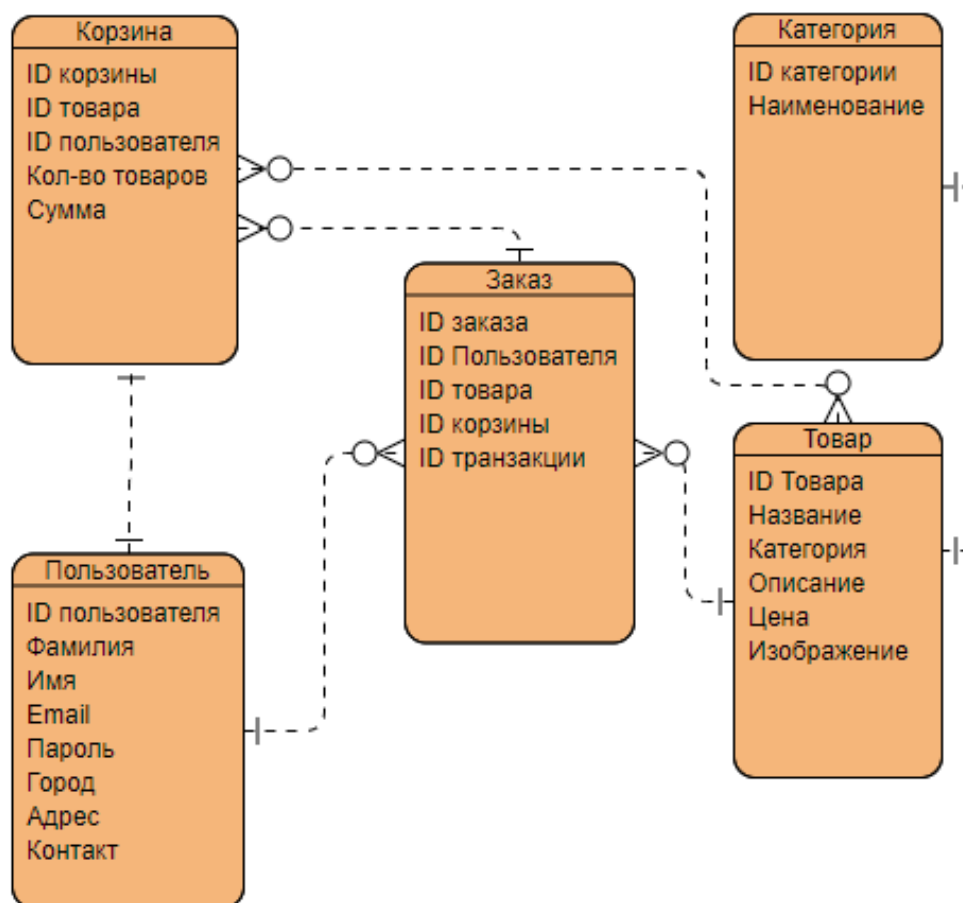 Корзина
ID корзины
ID товара
ID пользователя
Кол-во товаров
Сумма
Категория
ID категории
Наименование
Заказ
ID заказа
ID Пользователя
ID товара
ID корзины
ID транзакции
Товар
ID Товара
Название
Категория
Описание
Цена
Изображение
Пользователь
ID пользователя
Фамилия
Имя
Email
Пароль
Город
Адрес
Контакт